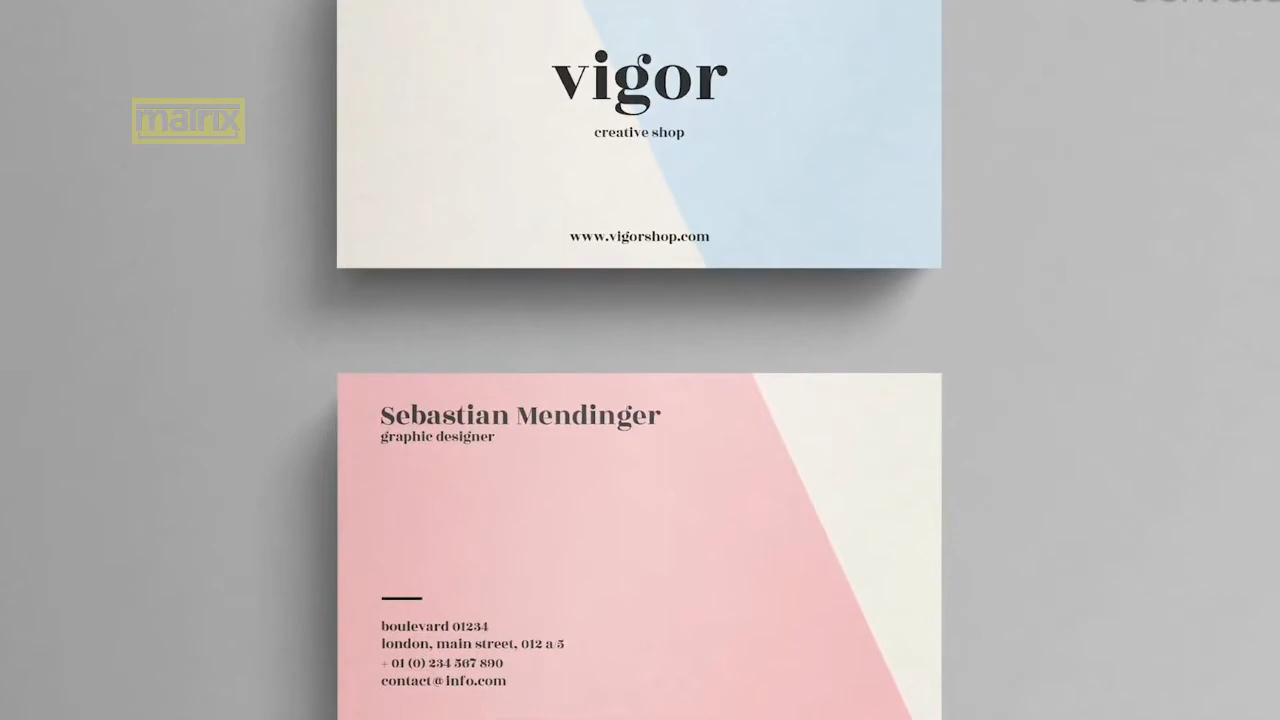 matrix
vigor
creative shop
www.vigorshop.com
Sebastian Mendinger
graphic designer
boulevard 01234
london, main street, 012 a/5
+ 01 (0) 234 567 890
contact@info.com